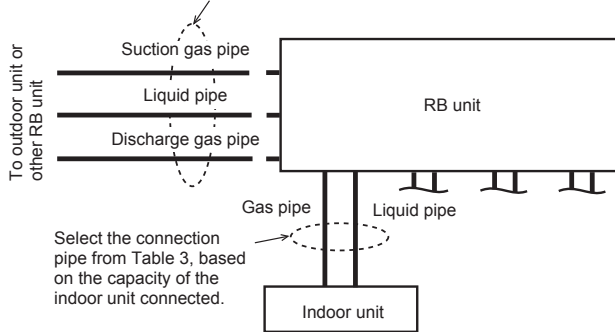 To outdoor unit or
other RB unit
Suction gas pipe
Liquid pipe
Discharge gas pipe
RB unit
Gas pipe
Liquid pipe
Select the connection
pipe from Table 3, based
on the capacity of the
indoor unit connected.
Indoor unit